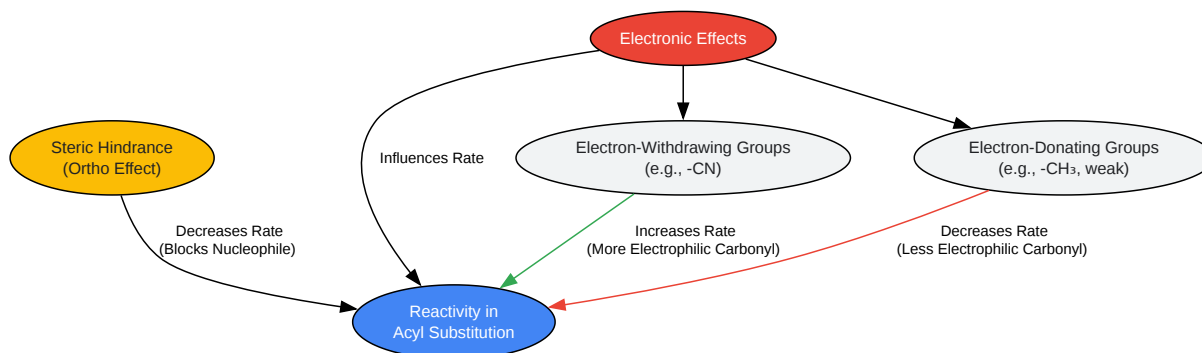 Electronic Effects
Steric Hindrance
(Ortho Effect)
Influences Rate
Electron-Withdrawing Groups
(e.g., -CN)
Electron-Donating Groups
(e.g., -CH₃, weak)
Decreases Rate
(Blocks Nucleophile)
Increases Rate
(More Electrophilic Carbonyl)
Decreases Rate
(Less Electrophilic Carbonyl)
Reactivity in
Acyl Substitution